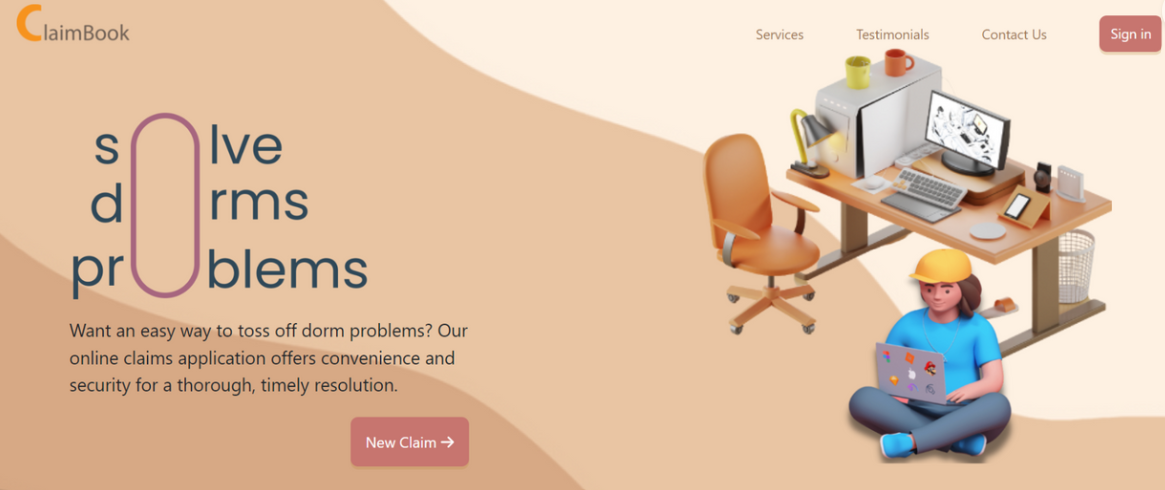 ClaimBook
Services
Testimonials
Contact Us
Sign in
sOlve
dOrms
prOblems
Want an easy way to toss off dorm problems? Our
online claims application offers convenience and
security for a thorough, timely resolution.
New Claim →